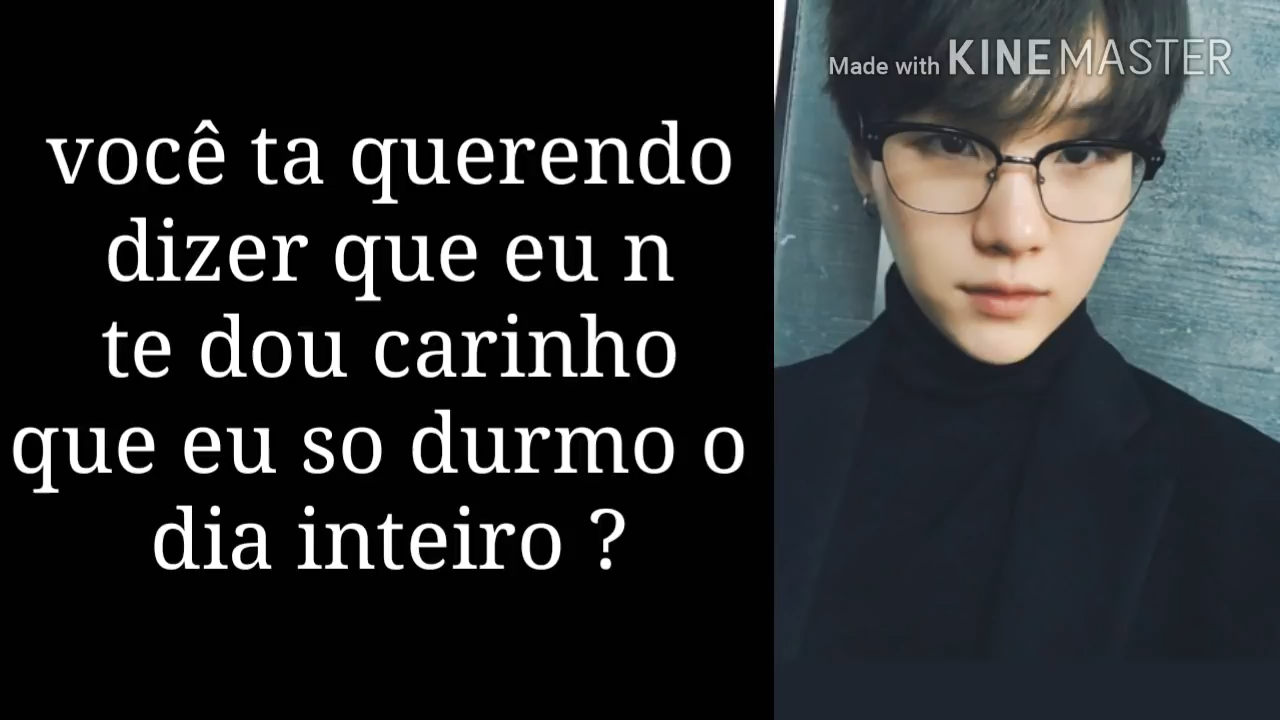 você ta querendo
dizer que eu n
te dou carinho
que eu so durmo o
dia inteiro ?
Made with KINEMASTER